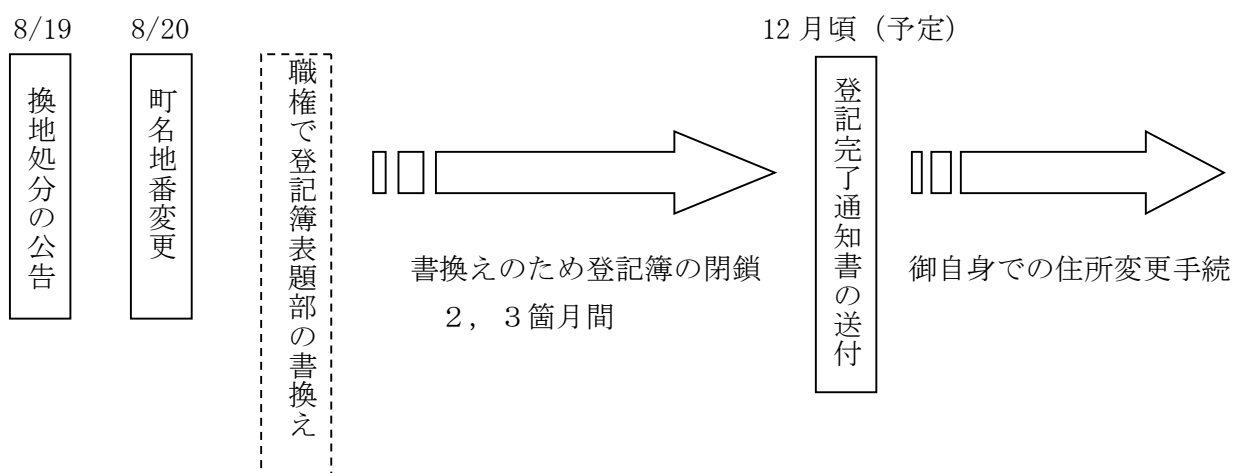 8/19
8/20
12月頃（予定）
換地処分の公告
町名地番変更
職権で登記簿表題部の書換え
書換えのため登記簿の閉鎖
２，３箇月間
登記完了通知書の送付
御自身での住所変更手続